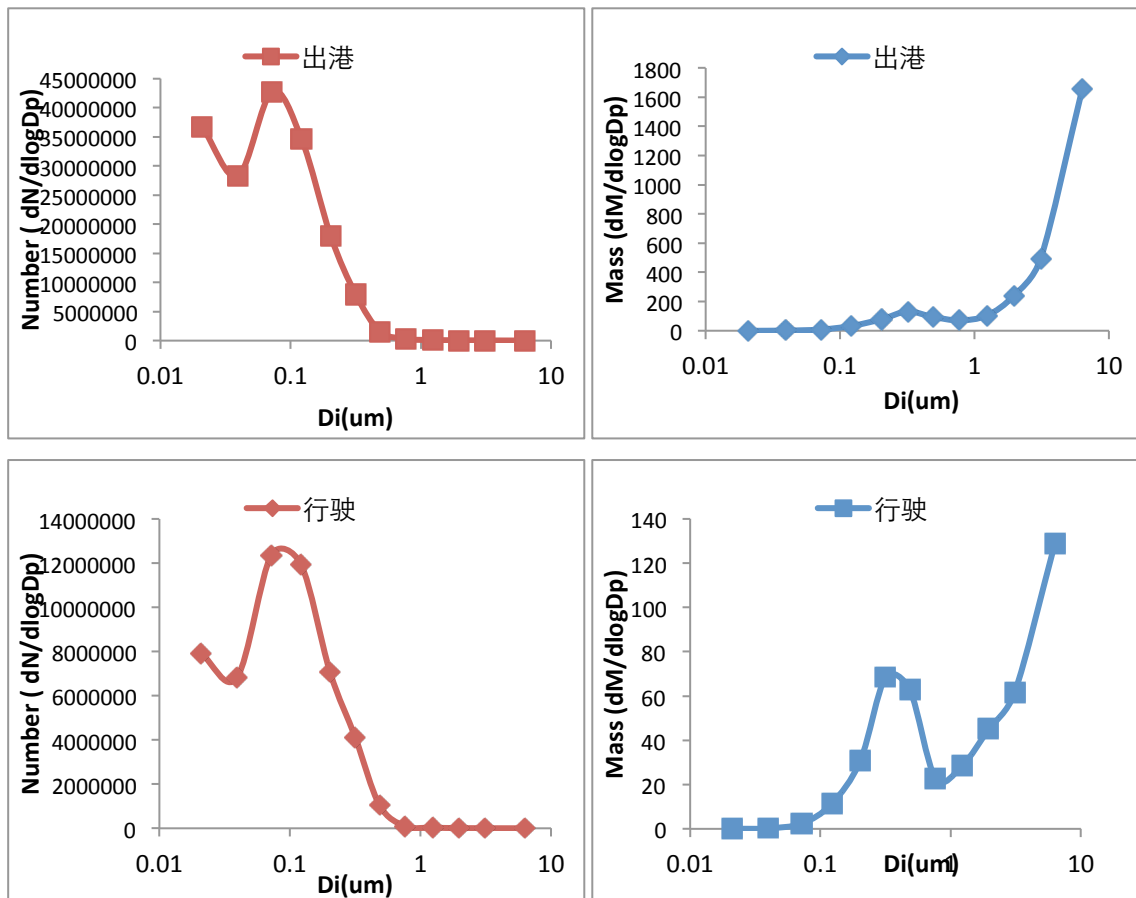 出港
Number ( dN/dlogDp)
45000000
40000000
35000000
30000000
25000000
20000000
15000000
10000000
5000000
0
0.01 0.1 1 10
Di(um)
出港
Mass (dM/dlogDp)
1800
1600
1400
1200
1000
800
600
400
200
0
0.01 0.1 1 10
Di(um)
行驶
Number ( dN/dlogDp)
14000000
12000000
10000000
8000000
6000000
4000000
2000000
0
0.01 0.1 1 10
Di(um)
行驶
Mass (dM/dlogDp)
140
120
100
80
60
40
20
0
0.01 0.1 1 10
Di(um)